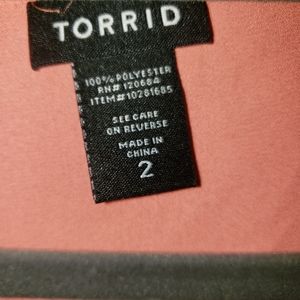 TORRID
100% POLYESTER
RN# 120684
ITEM# 10281685
SEE CARE
ON REVERSE
MADE IN
CHINA
2